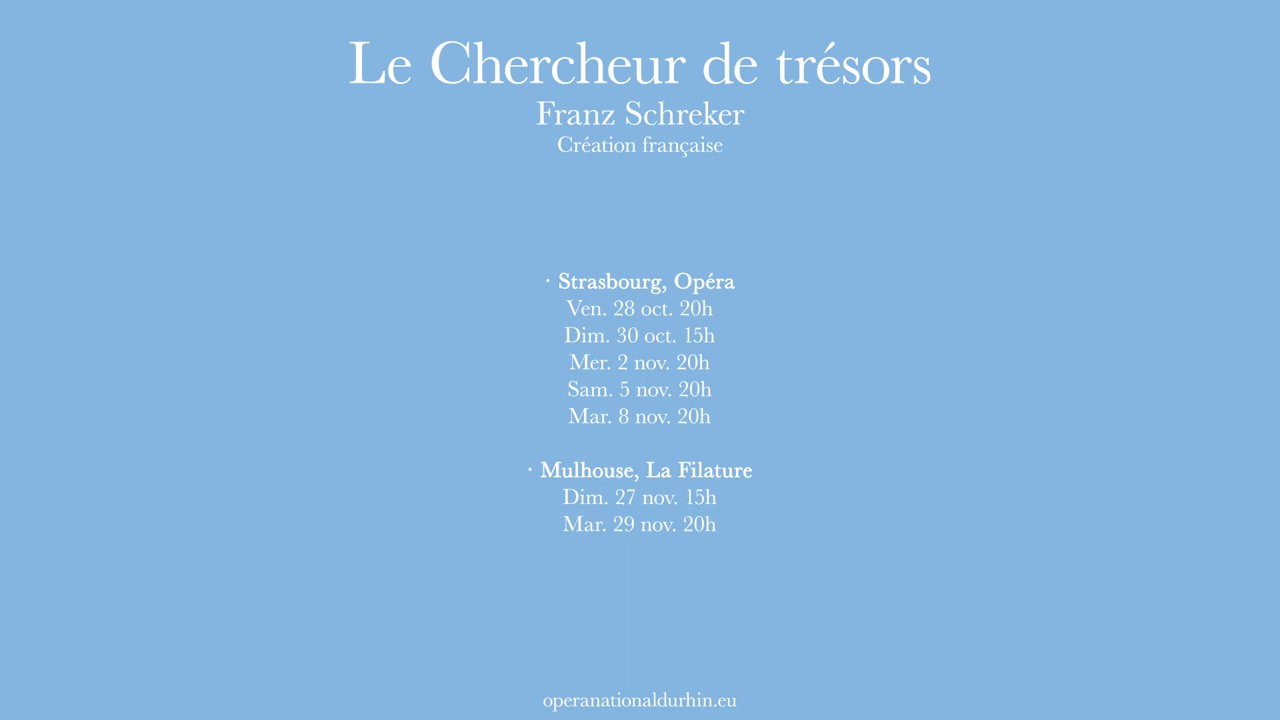 Le Chercheur de trésors
Franz Schreker
Création française
· Strasbourg, Opéra
Ven. 28 oct. 20h
Dim. 30 oct. 15h
Mer. 2 nov. 20h
Sam. 5 nov. 20h
Mar. 8 nov. 20h
· Mulhouse, La Filature
Dim. 27 nov. 15h
Mar. 29 nov. 20h
operanationaldurhin.eu